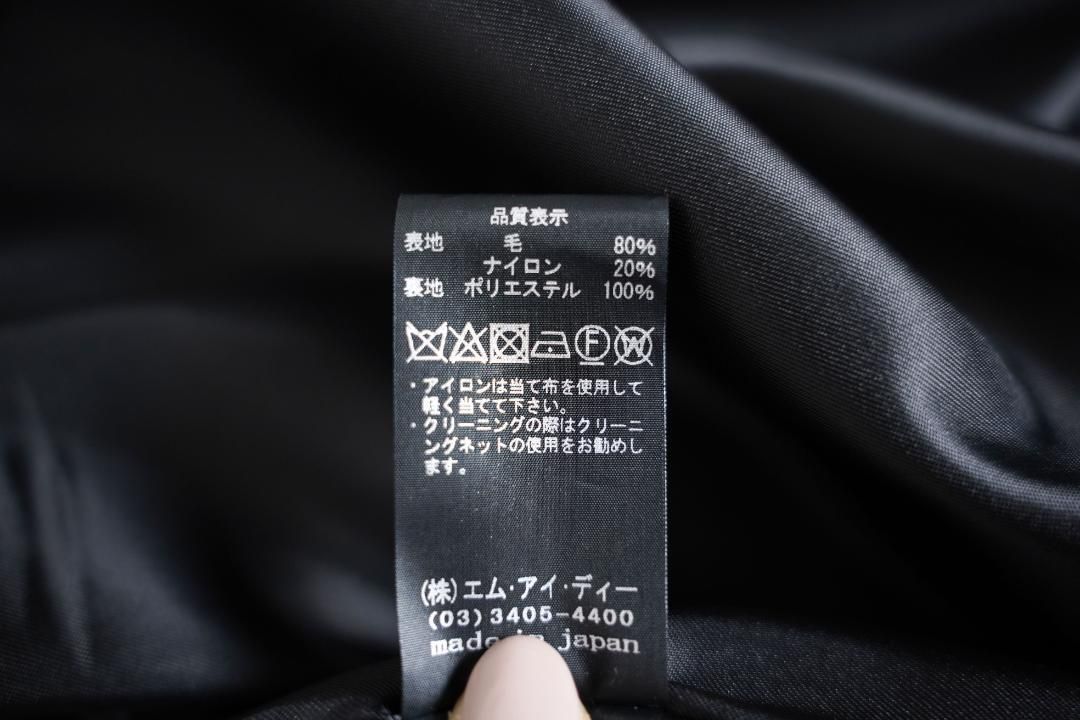 品質表示
表地 毛 80%
ナイロン 20%
裏地 ポリエステル 100%
F W
・アイロンは当て布を使用して
軽く当てて下さい。
・クリーニングの際はクリーニ
ングネットの使用をお勧めし
ます。
(株)エム・アイ・ディー
(03)3405-4400
made in japan